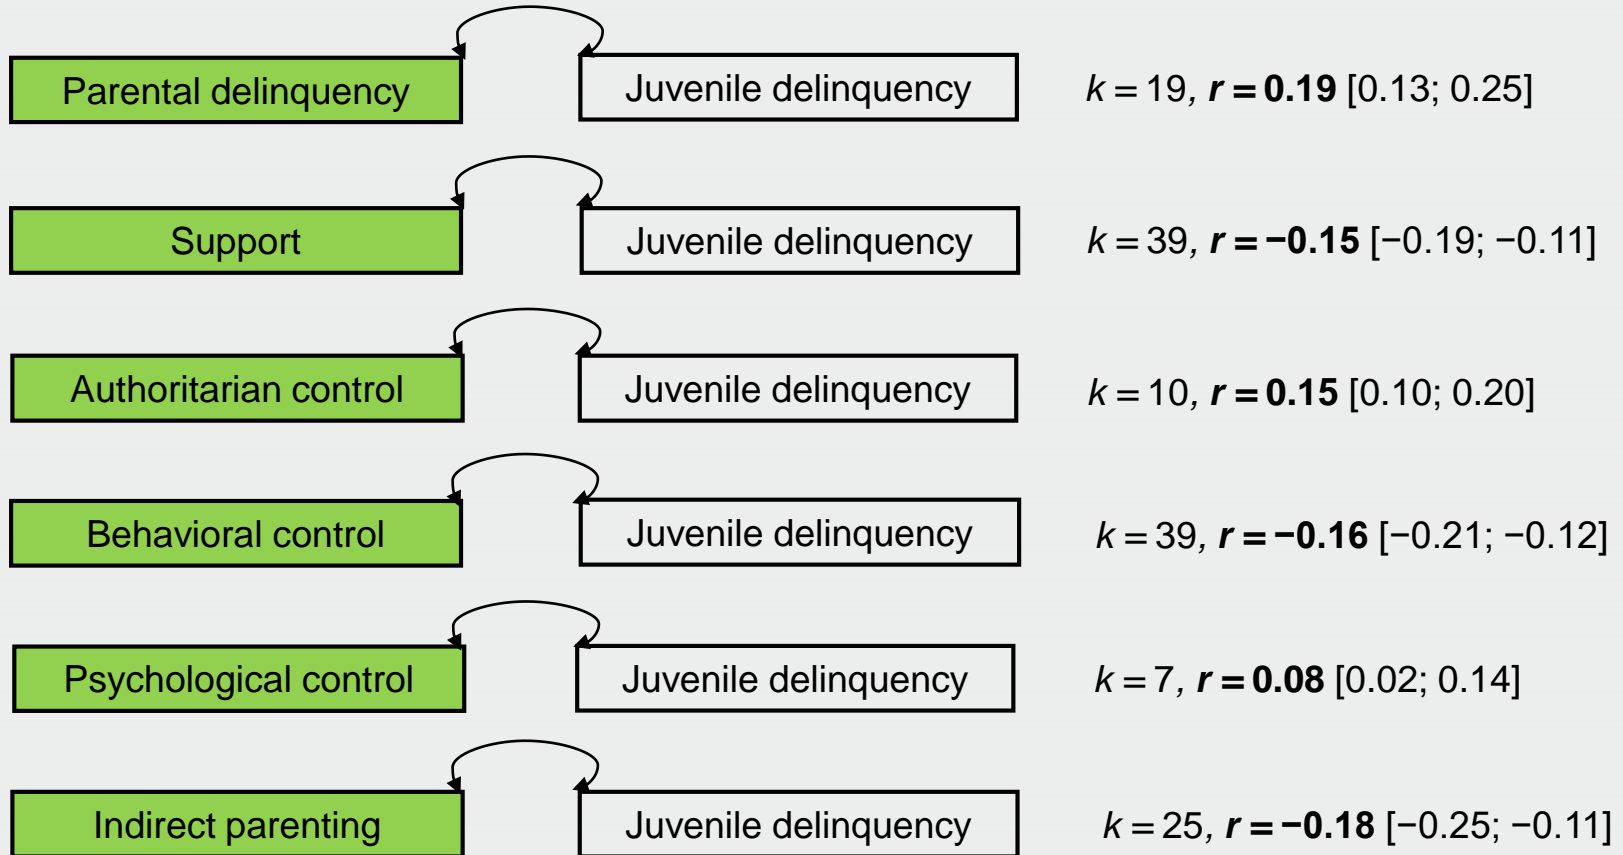 Parental delinquency Juvenile delinquency k = 19, r = 0.19 [0.13; 0.25]
Support Juvenile delinquency k = 39, r = −0.15 [−0.19; −0.11]
Authoritarian control Juvenile delinquency k = 10, r = 0.15 [0.10; 0.20]
Behavioral control Juvenile delinquency k = 39, r = −0.16 [−0.21; −0.12]
Psychological control Juvenile delinquency k = 7, r = 0.08 [0.02; 0.14]
Indirect parenting Juvenile delinquency k = 25, r = −0.18 [−0.25; −0.11]